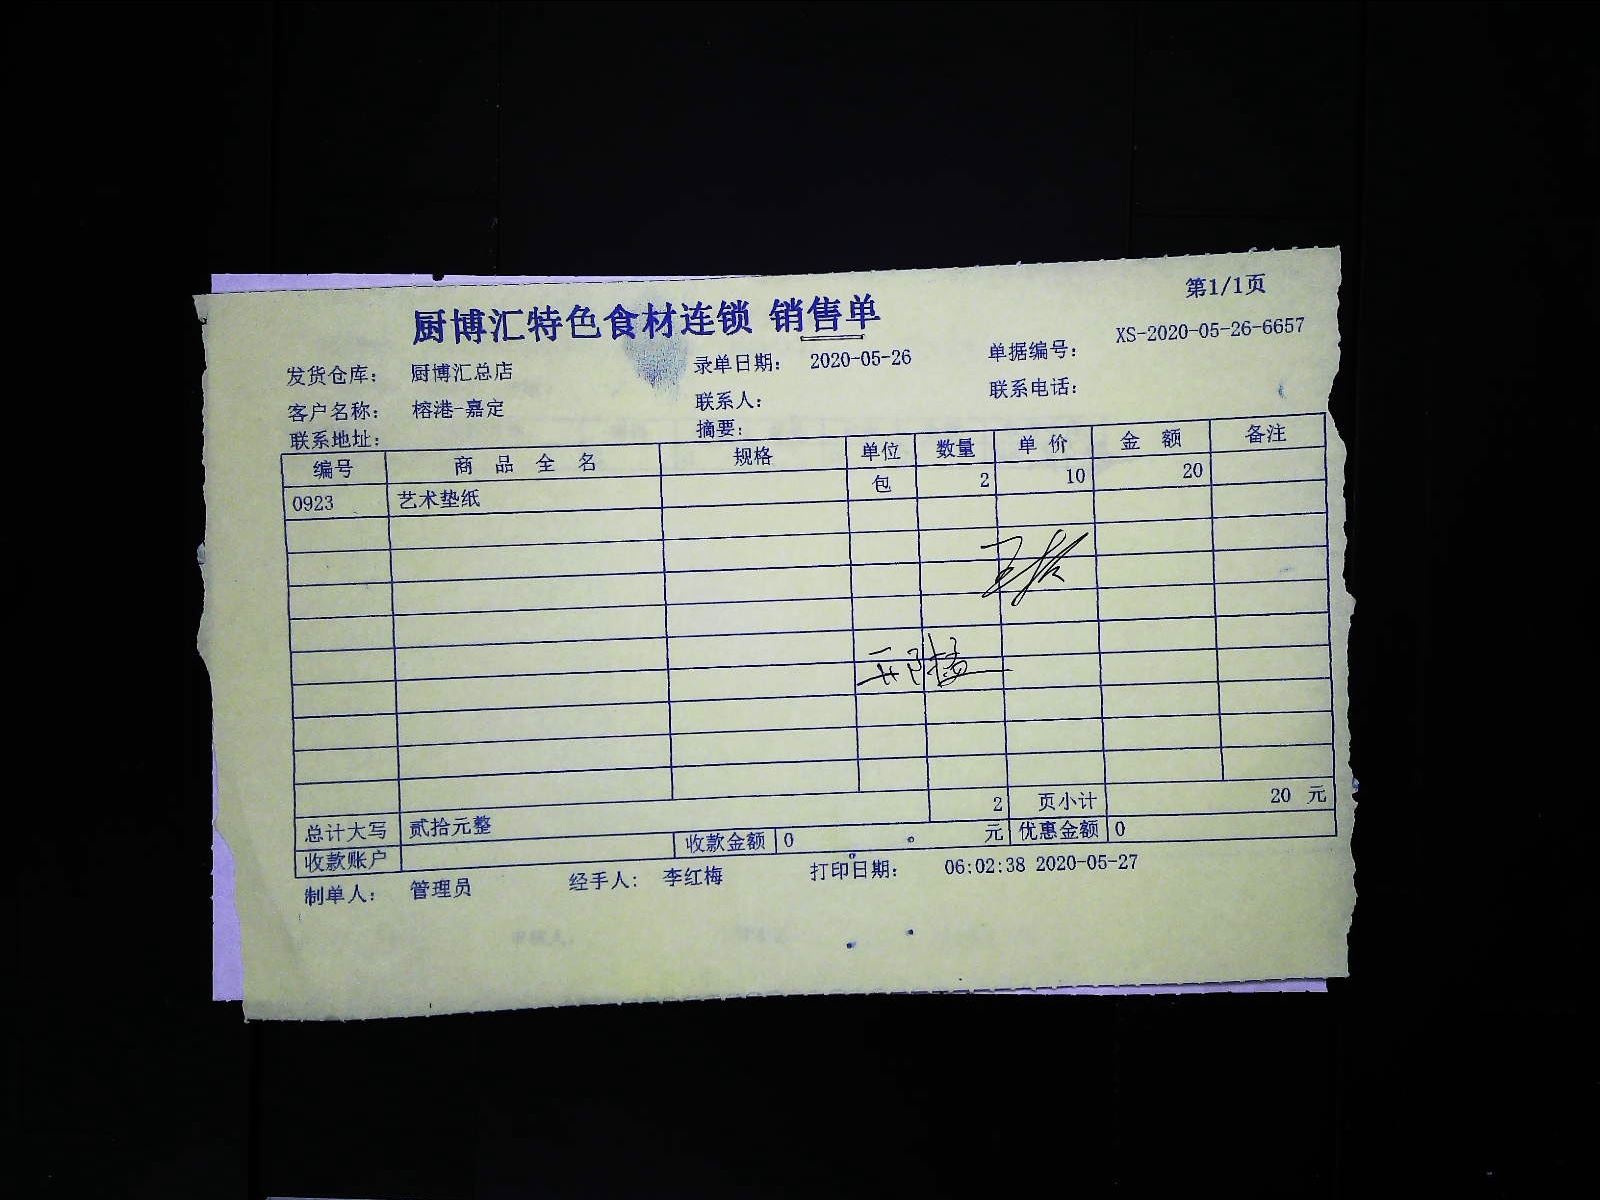 第1/1页
厨博汇特色食材连锁 销售单
发货仓库： 厨博汇总店 录单日期： 2020-05-26 单据编号： XS-2020-05-26-6657
客户名称： 榕港-嘉定 联系人： 联系电话：
联系地址： 摘要：
编号 商 品 全 名 规格 单位 数量 单 价 金 额 备注
0923 艺术垫纸 包 2 10 20
2 页小计 20 元
总计大写 贰拾元整
收款账户 收款金额 0 元 优惠金额 0
制单人： 管理员 经手人： 李红梅 打印日期： 06:02:38 2020-05-27